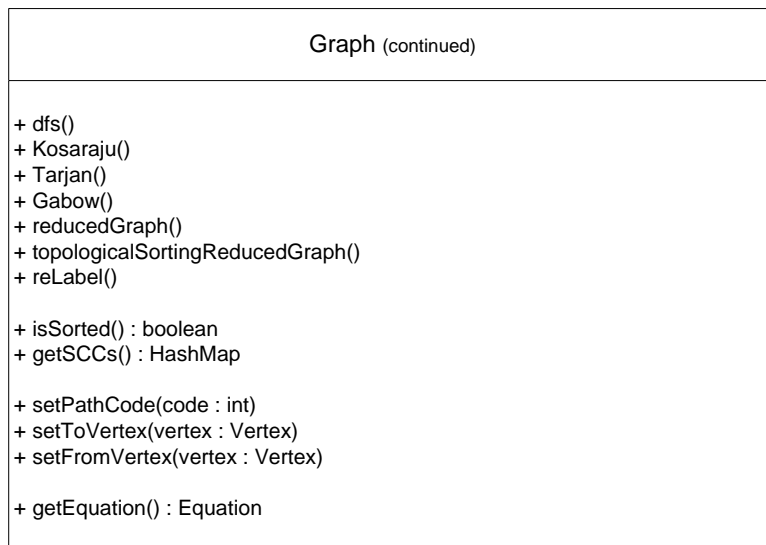 Graph (continued)
+ dfs()
+ Kosaraju()
+ Tarjan()
+ Gabow()
+ reducedGraph()
+ topologicalSortingReducedGraph()
+ reLabel()
+ isSorted() : boolean
+ getSCCs() : HashMap
+ setPathCode(code : int)
+ setToVertex(vertex : Vertex)
+ setFromVertex(vertex : Vertex)
+ getEquation() : Equation